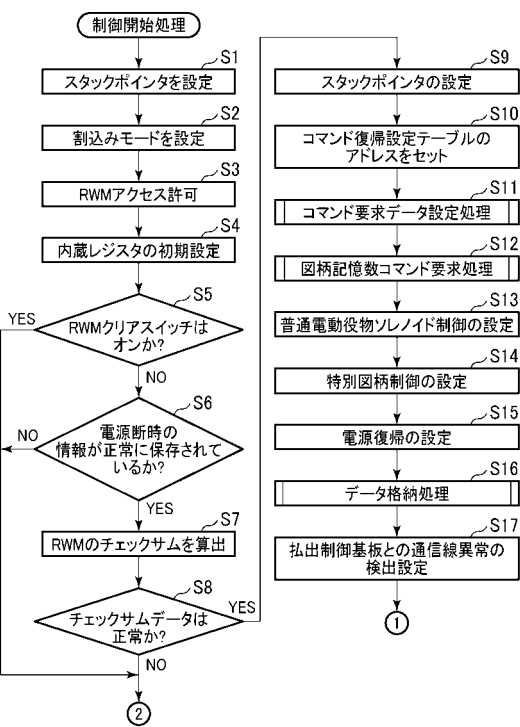 制御開始処理
S1
スタックポインタを設定
S2
割込みモードを設定
S3
RWMアクセス許可
S4
内蔵レジスタの初期設定
S5
RWMクリアスイッチは
オンか?
YES
NO
S6
電源断時の
情報が正常に保存されて
いるか?
NO
YES
S7
RWMのチェックサムを算出
S8
チェックサムデータは
正常か?
YES
NO
2
S9
スタックポインタの設定
S10
コマンド復帰設定テーブルの
アドレスをセット
S11
コマンド要求データ設定処理
S12
図柄記憶数コマンド要求処理
S13
普通電動役物ソレノイド制御の設定
S14
特別図柄制御の設定
S15
電源復帰の設定
S16
データ格納処理
S17
払出制御基板との通信線異常の
検出設定
1